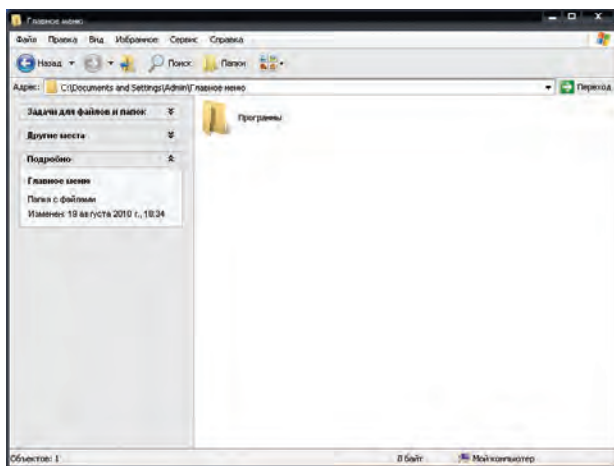 Главное меню
Файл Правка Вид Избранное Сервис Справка
Назад Поиск Папки
Адрес: C:\Documents and Settings\Admin\Главное меню Переход
Задачи для файлов и папок
Программы
Другие места
Подробно
Главное меню
Папка с файлами
Изменен: 19 августа 2010 г., 18:34
Объектов: 1 0 байт Мой компьютер